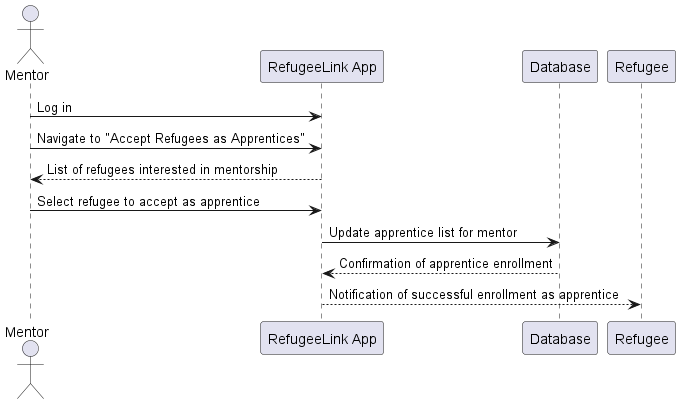 Mentor
RefugeeLink App
Database
Refugee
Log in
Navigate to "Accept Refugees as Apprentices"
List of refugees interested in mentorship
Select refugee to accept as apprentice
Update apprentice list for mentor
Confirmation of apprentice enrollment
Notification of successful enrollment as apprentice
Mentor
RefugeeLink App
Database
Refugee